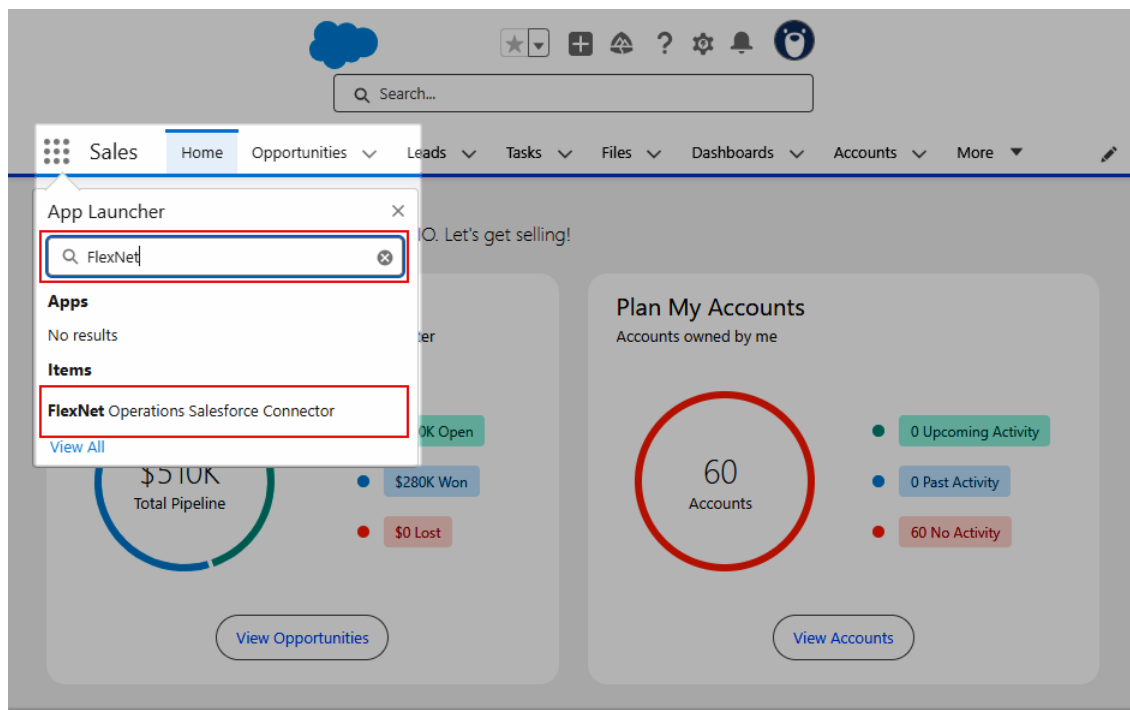 Search...
Sales Home Opportunities Leads Tasks Files Dashboards Accounts More
App Launcher
IO. Let's get selling!
FlexNet
Apps
No results
Items
FlexNet Operations Salesforce Connector
View All
0K Open
$510K
Total Pipeline
$280K Won
$0 Lost
View Opportunities
Plan My Accounts
Accounts owned by me
60
Accounts
0 Upcoming Activity
0 Past Activity
60 No Activity
View Accounts